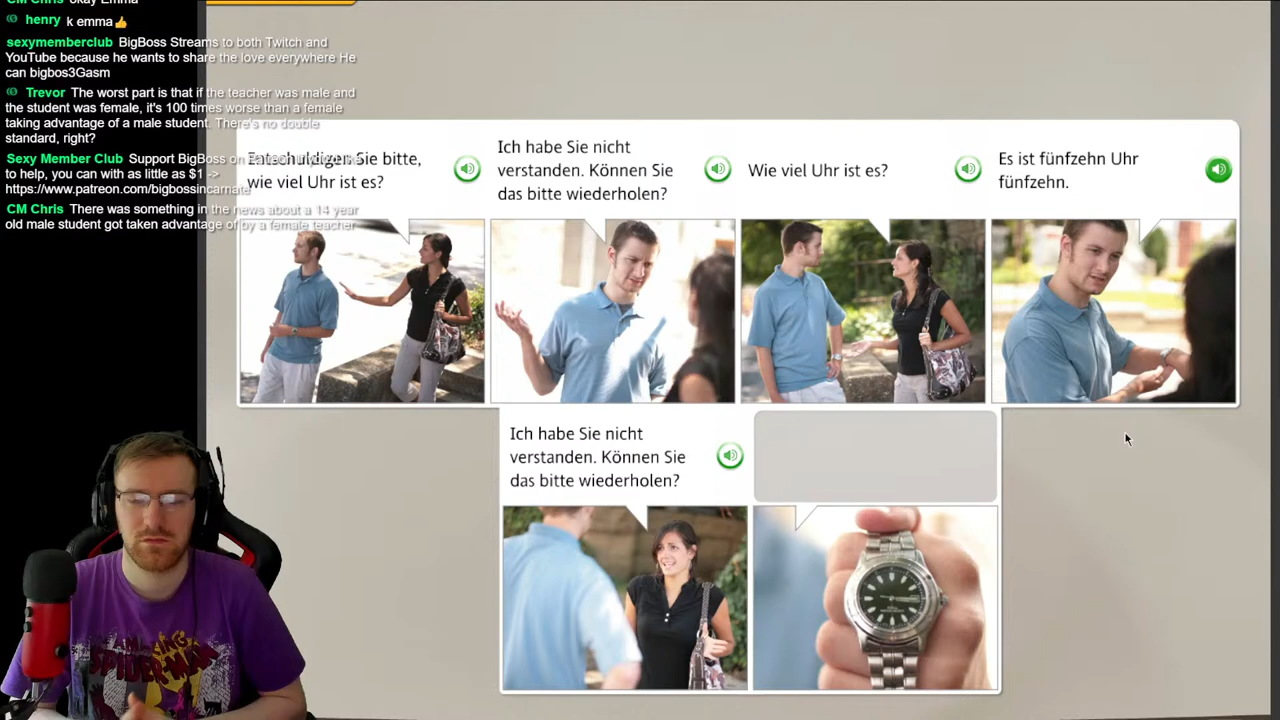 CM Chris okay Emma
henry k emma👍
sexymemberclub BigBoss Streams to both Twitch and
YouTube because he wants to share the love everywhere He
can bigbos3Gasm
Trevor The worst part is that if the teacher was male and
the student was female, it's 100 times worse than a female
taking advantage of a male student. There's no double
standard, right?
Sexy Member Club Support BigBoss on
to help, you can with as little as $1 ->
https://www.patreon.com/bigbossincarnate
CM Chris There was something in the news about a 14 year
old male student got taken advantage of by a female teacher
Entschuldigen Sie bitte,
wie viel Uhr ist es?
Ich habe Sie nicht
verstanden. Können Sie
das bitte wiederholen?
Wie viel Uhr ist es?
Es ist fünfzehn Uhr
fünfzehn.
Ich habe Sie nicht
verstanden. Können Sie
das bitte wiederholen?